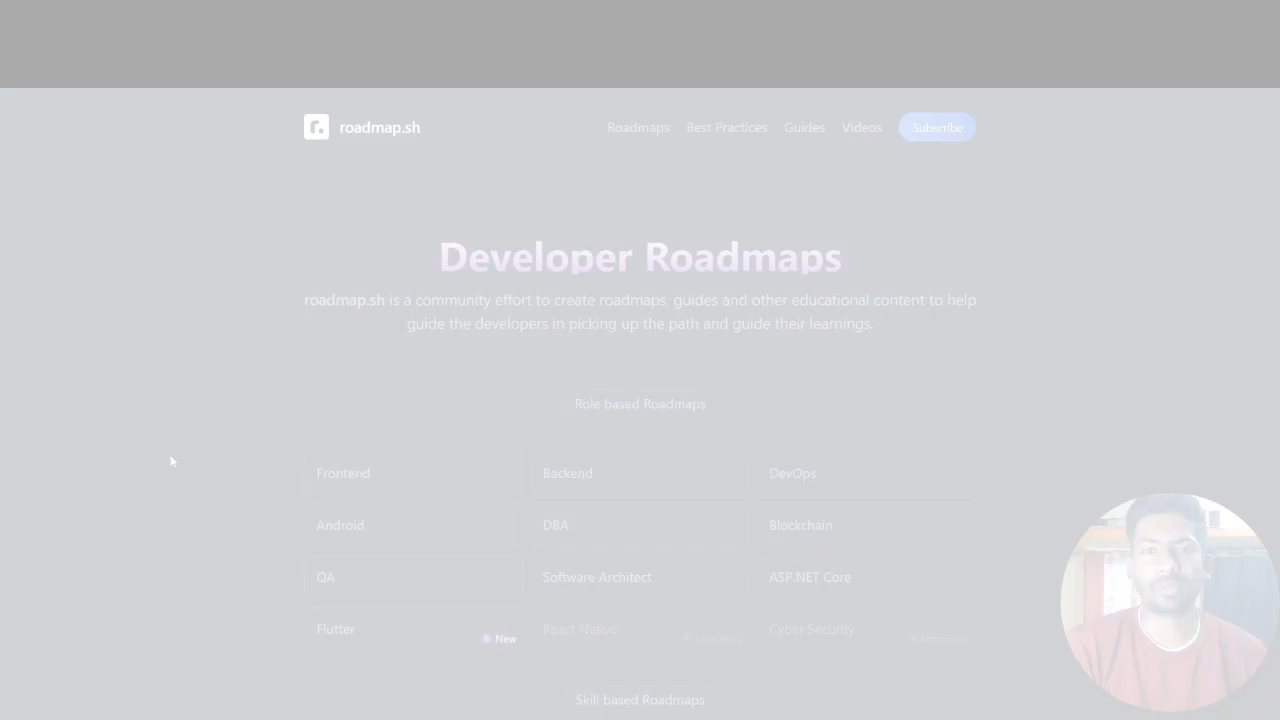 roadmap.sh
Roadmaps Best Practices Guides Videos Subscribe
Developer Roadmaps
roadmap.sh is a community effort to create roadmaps, guides and other educational content to help
guide the developers in picking up the path and guide their learnings.
Role based Roadmaps
Frontend Backend DevOps
Android DBA Blockchain
QA Software Architect ASP.NET Core
Flutter New React Native Upcoming Cyber Security Upcoming
Skill based Roadmaps